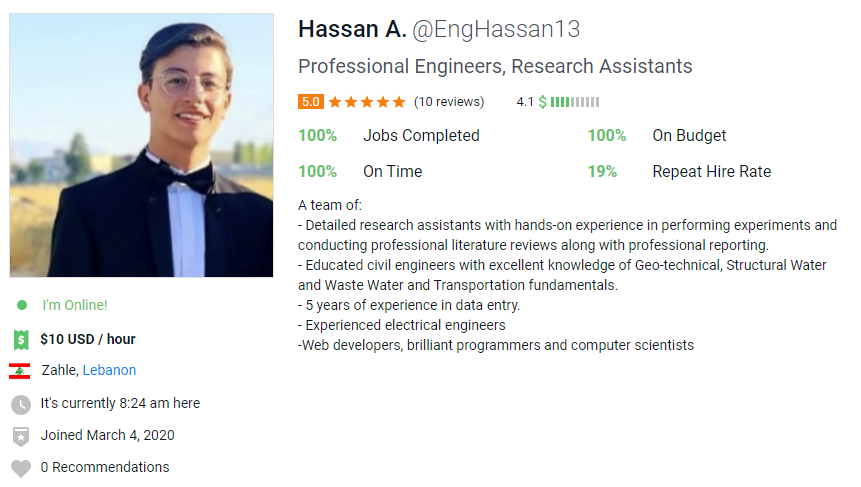 Hassan A. @EngHassan13
Professional Engineers, Research Assistants
5.0 (10 reviews) 4.1 $
100% Jobs Completed 100% On Budget
100% On Time 19% Repeat Hire Rate
A team of:
- Detailed research assistants with hands-on experience in performing experiments and
conducting professional literature reviews along with professional reporting.
- Educated civil engineers with excellent knowledge of Geo-technical, Structural Water
and Waste Water and Transportation fundamentals.
- 5 years of experience in data entry.
- Experienced electrical engineers
-Web developers, brilliant programmers and computer scientists
I'm Online!
$ $10 USD / hour
Zahle, Lebanon
It's currently 8:24 am here
Joined March 4, 2020
0 Recommendations